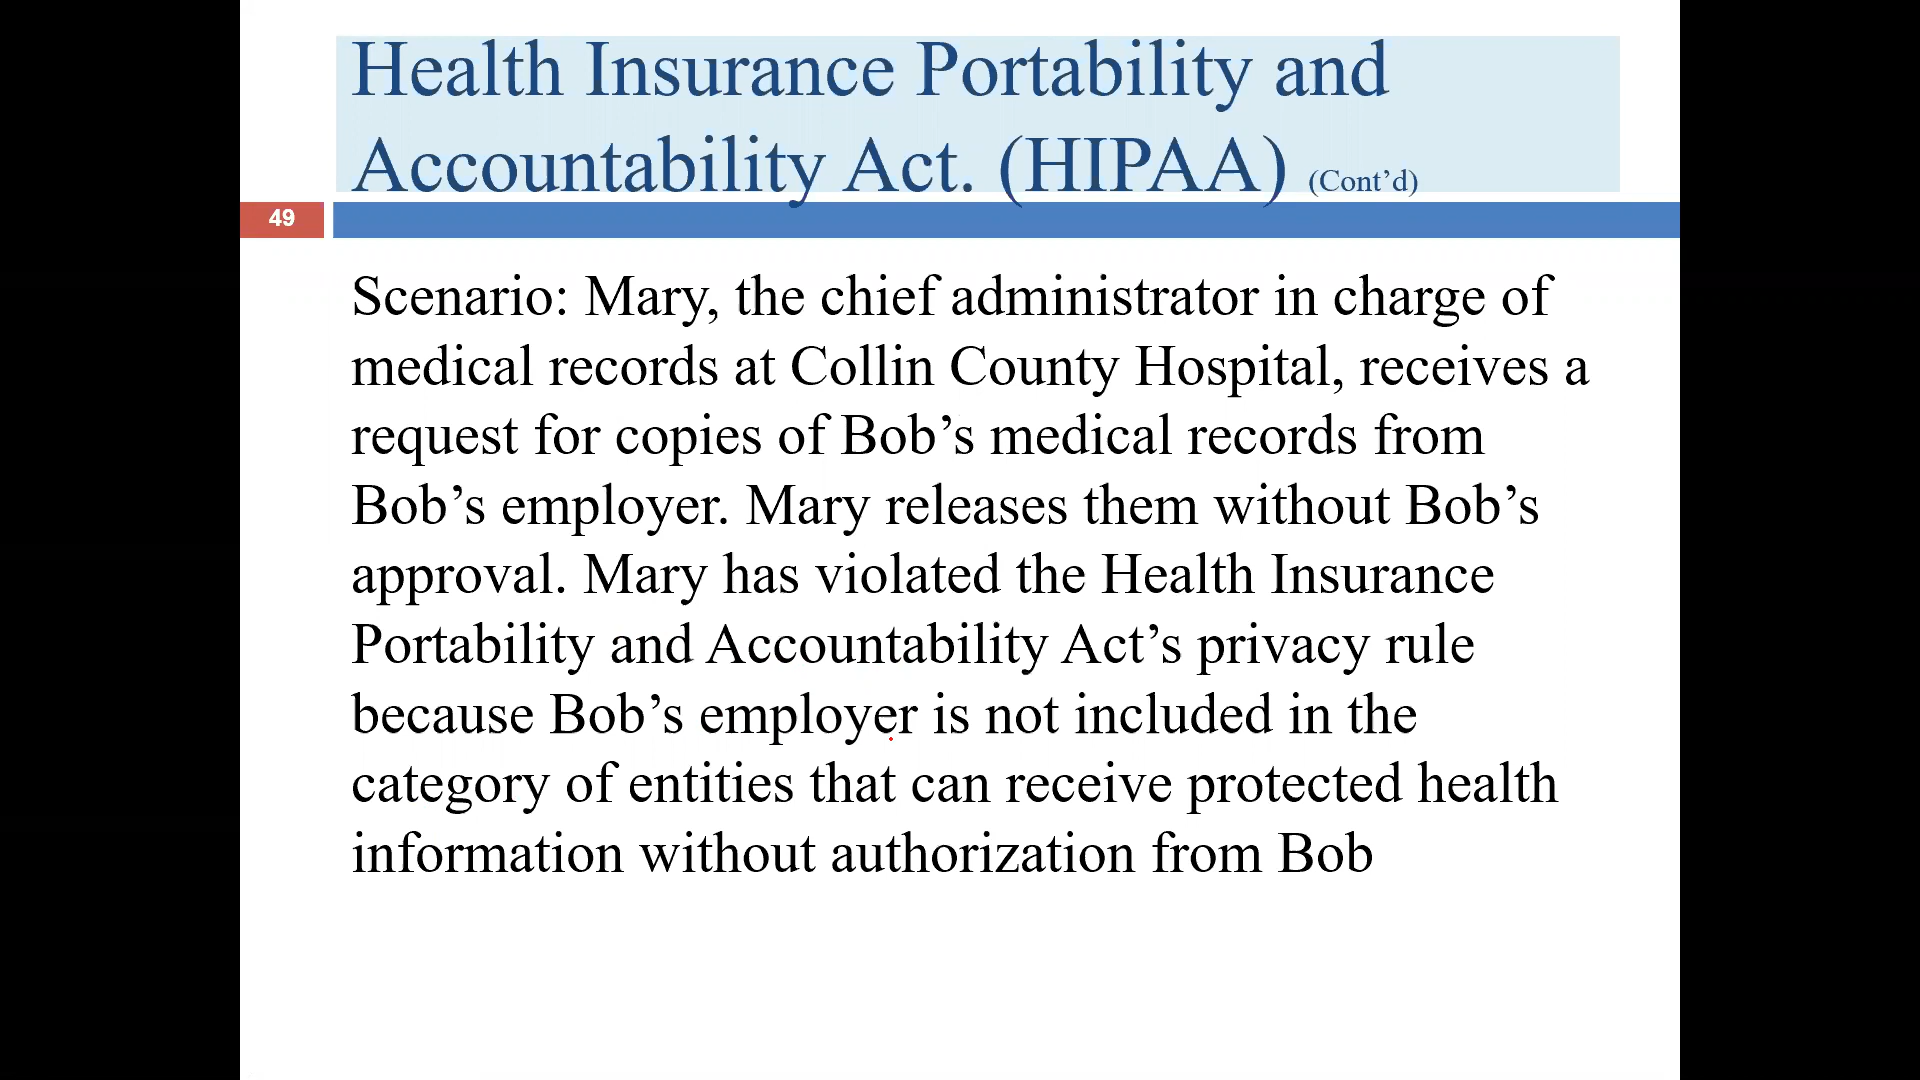 Health Insurance Portability and
Accountability Act. (HIPAA) (Cont’d)
49
Scenario: Mary, the chief administrator in charge of
medical records at Collin County Hospital, receives a
request for copies of Bob’s medical records from
Bob’s employer. Mary releases them without Bob’s
approval. Mary has violated the Health Insurance
Portability and Accountability Act’s privacy rule
because Bob’s employer is not included in the
category of entities that can receive protected health
information without authorization from Bob